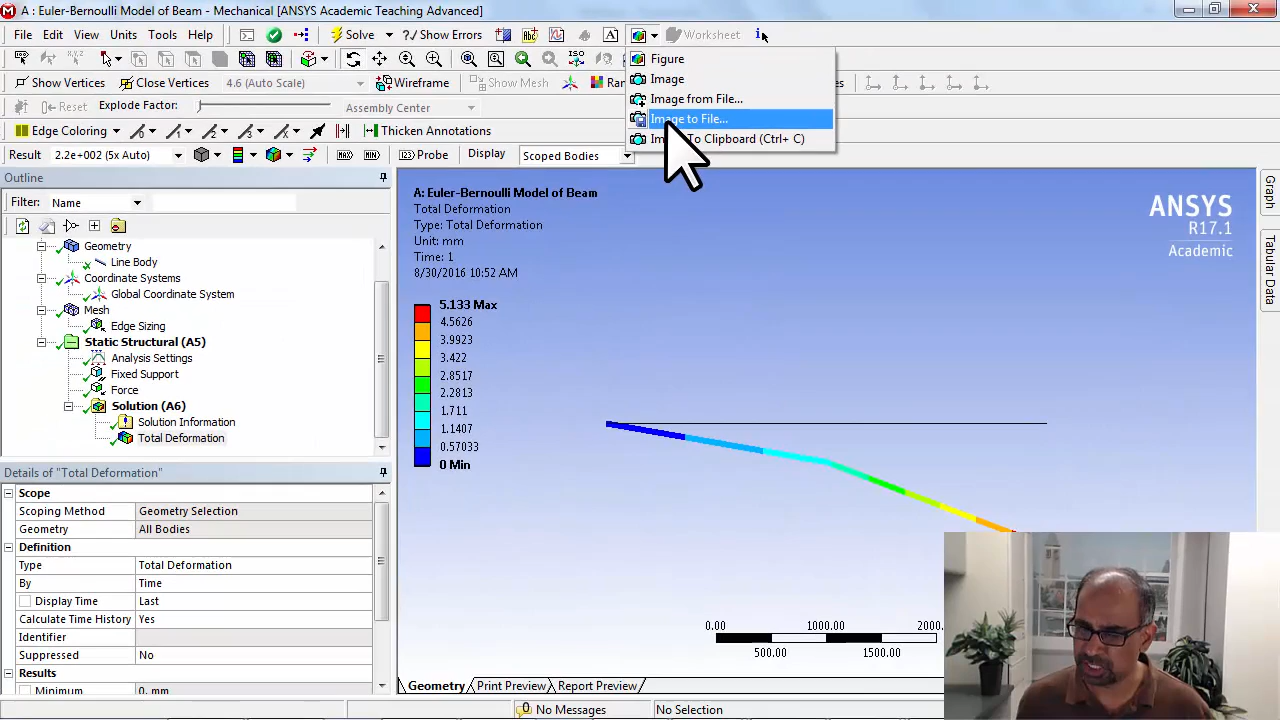 A : Euler-Bernoulli Model of Beam - Mechanical [ANSYS Academic Teaching Advanced]
File Edit View Units Tools Help Solve Show Errors Worksheet
Figure
Image
Image from File...
Image to File...
To Clipboard (Ctrl+ C)
Show Vertices Close Vertices 4.6 (Auto Scale) Wireframe Show Mesh
Reset Explode Factor: Assembly Center
Edge Coloring Thicken Annotations
Result 2.2e+002 (5x Auto) Probe Display Scoped Bodies
Outline
Filter: Name
Geometry
Line Body
Coordinate Systems
Global Coordinate System
Mesh
Edge Sizing
Static Structural (A5)
Analysis Settings
Fixed Support
Force
Solution (A6)
Solution Information
Total Deformation
Details of "Total Deformation"
Scope
Scoping Method Geometry Selection
Geometry All Bodies
Definition
Type Total Deformation
By Time
Display Time Last
Calculate Time History Yes
Identifier
Suppressed No
Results
Minimum 0. mm
A: Euler-Bernoulli Model of Beam
Total Deformation
Type: Total Deformation
Unit: mm
Time: 1
8/30/2016 10:52 AM
5.133 Max
4.5626
3.9923
3.422
2.8517
2.2813
1.711
1.1407
0.57033
0 Min
ANSYS
R17.1
Academic
Graph
Tabular Data
0.00 1000.00 2000.
500.00 1500.00
Geometry Print Preview Report Preview
0 No Messages No Selection